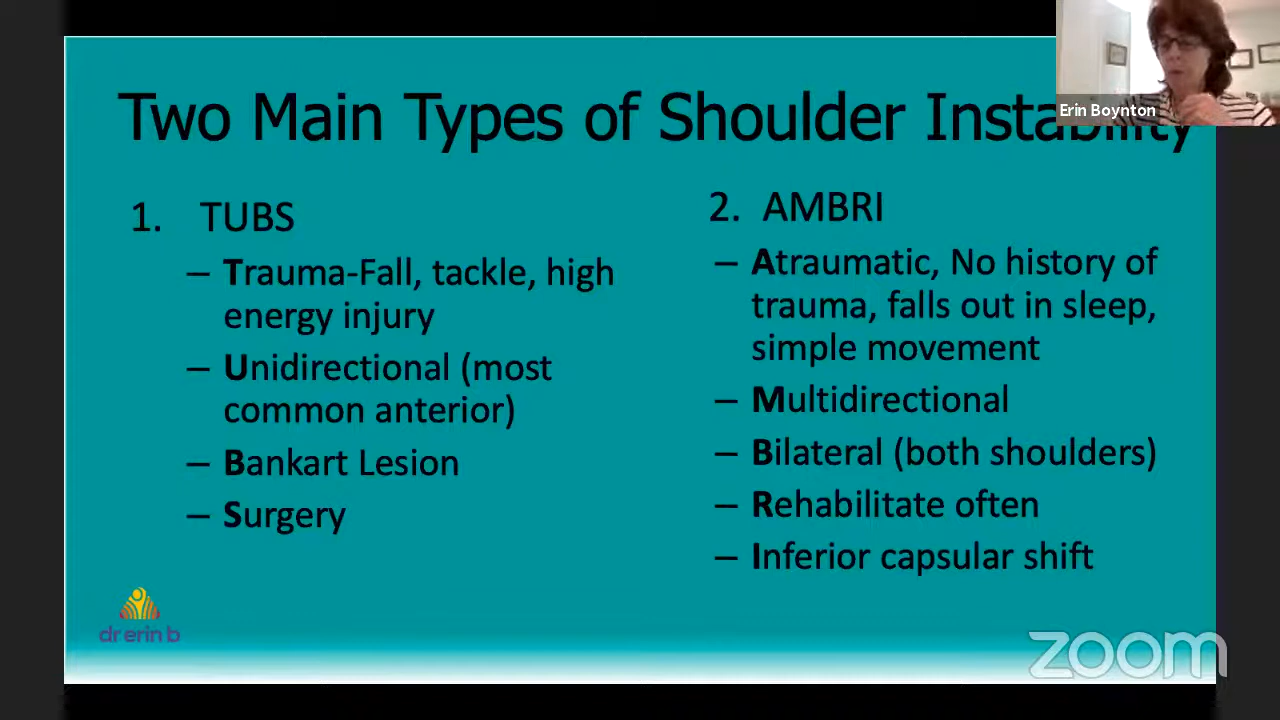 Two Main Types of Shoulder Instability
Erin Boynton
1. TUBS
– Trauma-Fall, tackle, high
energy injury
– Unidirectional (most
common anterior)
– Bankart Lesion
– Surgery
2. AMBRI
– Atraumatic, No history of
trauma, falls out in sleep,
simple movement
– Multidirectional
– Bilateral (both shoulders)
– Rehabilitate often
– Inferior capsular shift
dr erin b
zoom